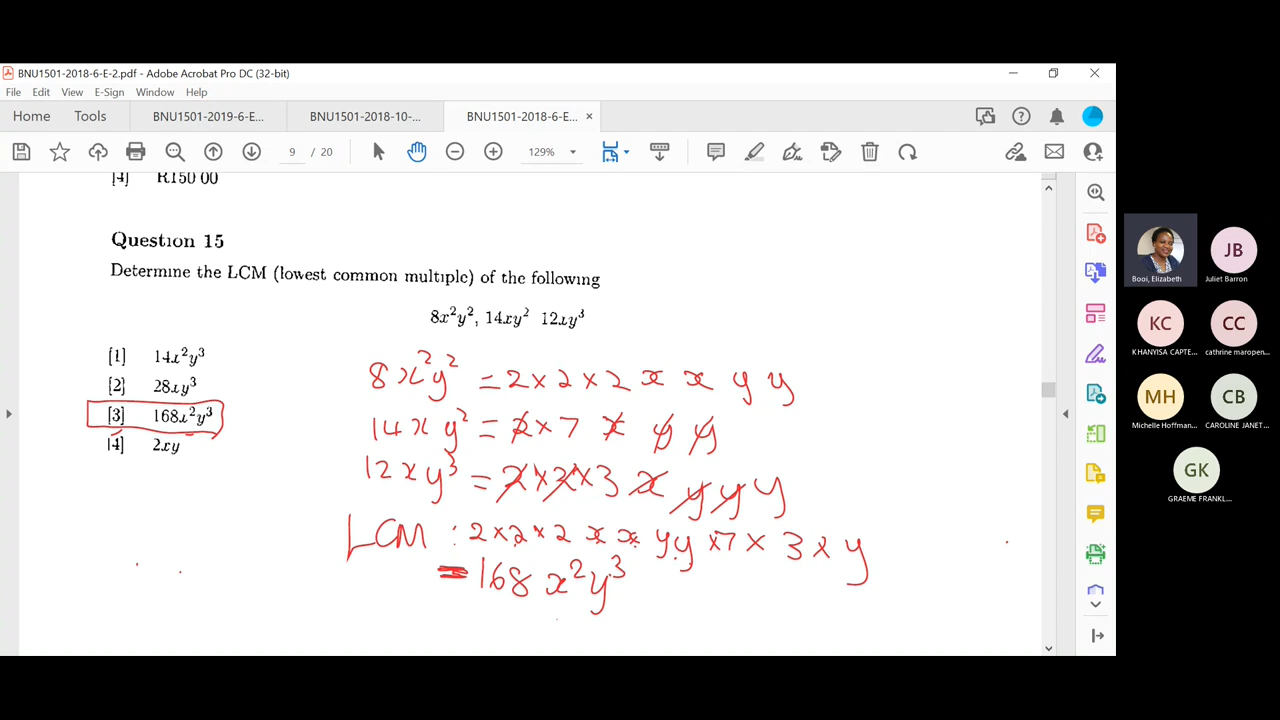 BNU1501-2018-6-E-2.pdf - Adobe Acrobat Pro DC (32-bit)
File Edit View E-Sign Window Help
Home Tools BNU1501-2019-6-E... BNU1501-2018-10-... BNU1501-2018-6-E... ×
9 / 20 129%
[4] R150 00
Question 15
Determine the LCM (lowest common multiple) of the following
8x²y², 14xy² 12xy³
[1] 14x²y³
[2] 28xy³
[3] 168x²y³
[4] 2xy
8x²y² = 2 × 2 × 2 x x y y
14xy² = 2 × 7 x y y
12xy³ = 2 × 2 × 3 x y y y
LCM : 2 × 2 × 2 x x y y × 7 × 3 × y
= 168 x²y³
Booi, Elizabeth
JB
Juliet Barron
KC
KHANYISA CAPTE...
CC
cathrine maropen...
MH
Michelle Hoffman...
CB
CAROLINE JANET...
GK
GRAEME FRANKL...